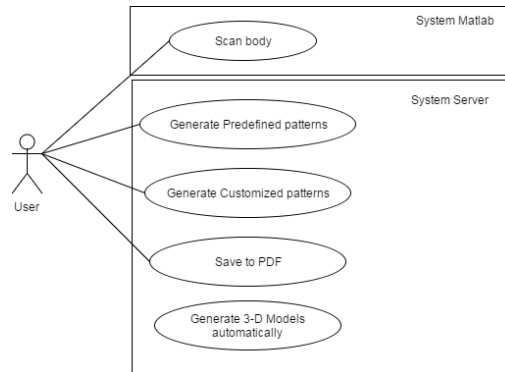 System Matlab
Scan body
System Server
Generate Predefined patterns
User
Generate Customized patterns
Save to PDF
Generate 3-D Models
automatically